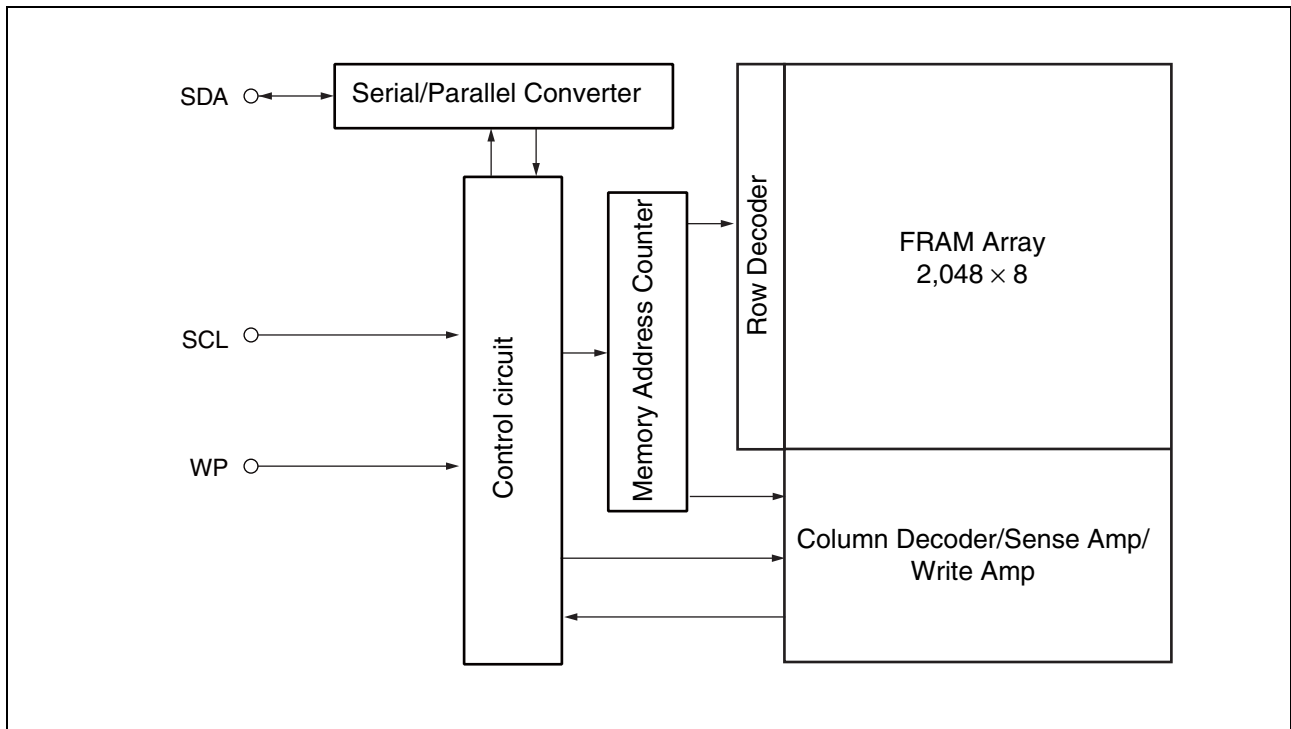 SDA
Serial/Parallel Converter
SCL
WP
Control circuit
Memory Address Counter
Row Decoder
FRAM Array
2,048 × 8
Column Decoder/Sense Amp/
Write Amp